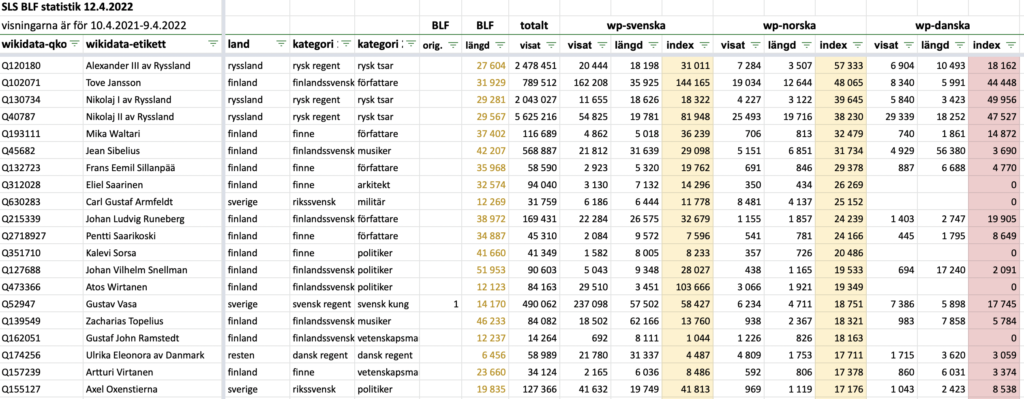 SLS BLF statistik 12.4.2022
visningarna är för 10.4.2021-9.4.2022 BLF BLF totalt wp-svenska wp-norska wp-danska
wikidata-qko wikidata-etikett land kategori kategori orig. längd visat visat längd index visat längd index visat längd index
Q120180 Alexander III av Ryssland ryssland rysk regent rysk tsar 27 604 2 478 451 20 444 18 198 31 011 7 284 3 507 57 333 6 904 10 493 18 162
Q102071 Tove Jansson finland finlandssvensk författare 31 929 789 512 162 208 35 925 144 165 19 034 12 644 48 065 8 340 5 991 44 448
Q130734 Nikolaj I av Ryssland ryssland rysk regent rysk tsar 29 281 2 043 027 11 655 18 626 18 322 4 227 3 122 39 645 5 840 3 423 49 956
Q40787 Nikolaj II av Ryssland ryssland rysk regent rysk tsar 29 567 5 625 216 54 825 19 781 81 948 25 493 19 716 38 230 29 339 18 252 47 527
Q193111 Mika Waltari finland finne författare 37 402 116 689 4 862 5 018 36 239 706 813 32 479 740 1 861 14 872
Q45682 Jean Sibelius finland finlandssvensk musiker 42 207 568 887 21 812 31 639 29 098 5 151 6 851 31 734 4 929 56 380 3 690
Q132723 Frans Eemil Sillanpää finland finne författare 35 968 58 590 2 923 5 320 19 762 691 846 29 378 887 6 688 4 770
Q312028 Eliel Saarinen finland finne arkitekt 32 574 94 040 3 130 7 132 14 296 350 434 26 269 0
Q630283 Carl Gustaf Armfeldt sverige rikssvensk militär 12 269 31 759 6 186 6 444 11 778 8 481 4 137 25 152 0
Q215339 Johan Ludvig Runeberg finland finlandssvensk författare 38 972 169 431 22 284 26 575 32 679 1 155 1 857 24 239 1 403 2 747 19 905
Q2718927 Pentti Saarikoski finland finne författare 34 887 45 310 2 084 9 572 7 596 541 781 24 166 445 1 795 8 649
Q351710 Kalevi Sorsa finland finne politiker 41 660 41 349 1 582 8 005 8 233 357 726 20 486 0
Q127688 Johan Vilhelm Snellman finland finlandssvensk politiker 51 953 90 603 5 043 9 348 28 027 438 1 165 19 533 694 17 240 2 091
Q473366 Atos Wirtanen finland finlandssvensk politiker 12 123 84 163 29 510 3 451 103 666 3 066 1 921 19 349 0
Q52947 Gustav Vasa sverige svensk regent svensk kung 1 14 170 490 062 237 098 57 502 58 427 6 234 4 711 18 751 7 386 5 898 17 745
Q139549 Zacharias Topelius finland finlandssvensk musiker 46 233 84 082 18 502 62 166 13 760 938 2 367 18 321 983 7 858 5 784
Q162051 Gustaf John Ramstedt finland finlandssvensk vetenskapsma 12 237 14 264 692 8 111 1 044 1 226 826 18 163 0
Q174256 Ulrika Eleonora av Danmark resten dansk regent dansk regent 6 456 58 989 21 780 31 337 4 487 4 809 1 753 17 711 1 715 3 620 3 059
Q157239 Artturi Virtanen finland finne vetenskapsma 23 660 34 124 2 165 6 036 8 486 592 806 17 378 860 6 031 3 374
Q155127 Axel Oxenstierna sverige rikssvensk politiker 19 835 127 366 41 632 19 749 41 813 969 1 119 17 176 1 043 2 423 8 538